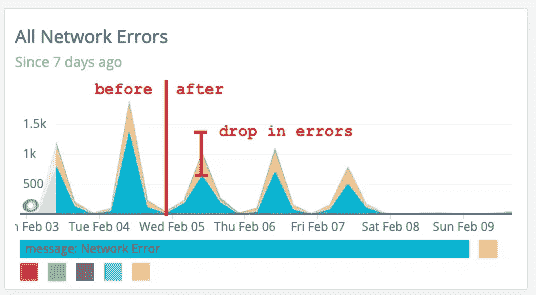 All Network Errors
Since 7 days ago
before after
drop in errors
1.5k
1k
500
n Feb 03 Tue Feb 04 Wed Feb 05 Thu Feb 06 Fri Feb 07 Sat Feb 08 Sun Feb 09
message: Network Error